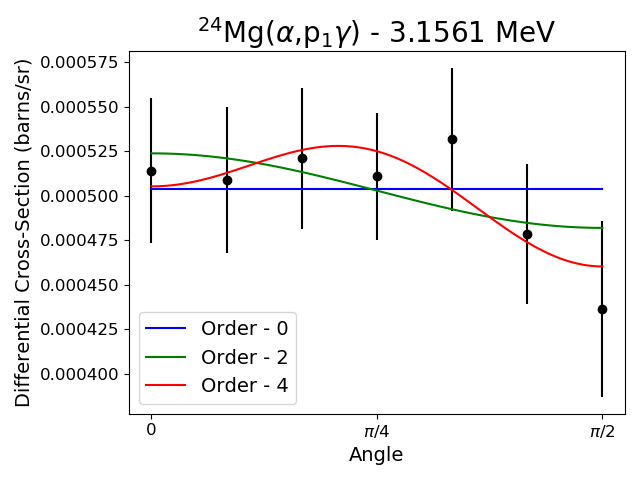 ²⁴Mg(α,p₁γ) - 3.1561 MeV
Differential Cross-Section (barns/sr)
0.000575
0.000550
0.000525
0.000500
0.000475
0.000450
0.000425
0.000400
Order - 0
Order - 2
Order - 4
0 π/4 π/2
Angle